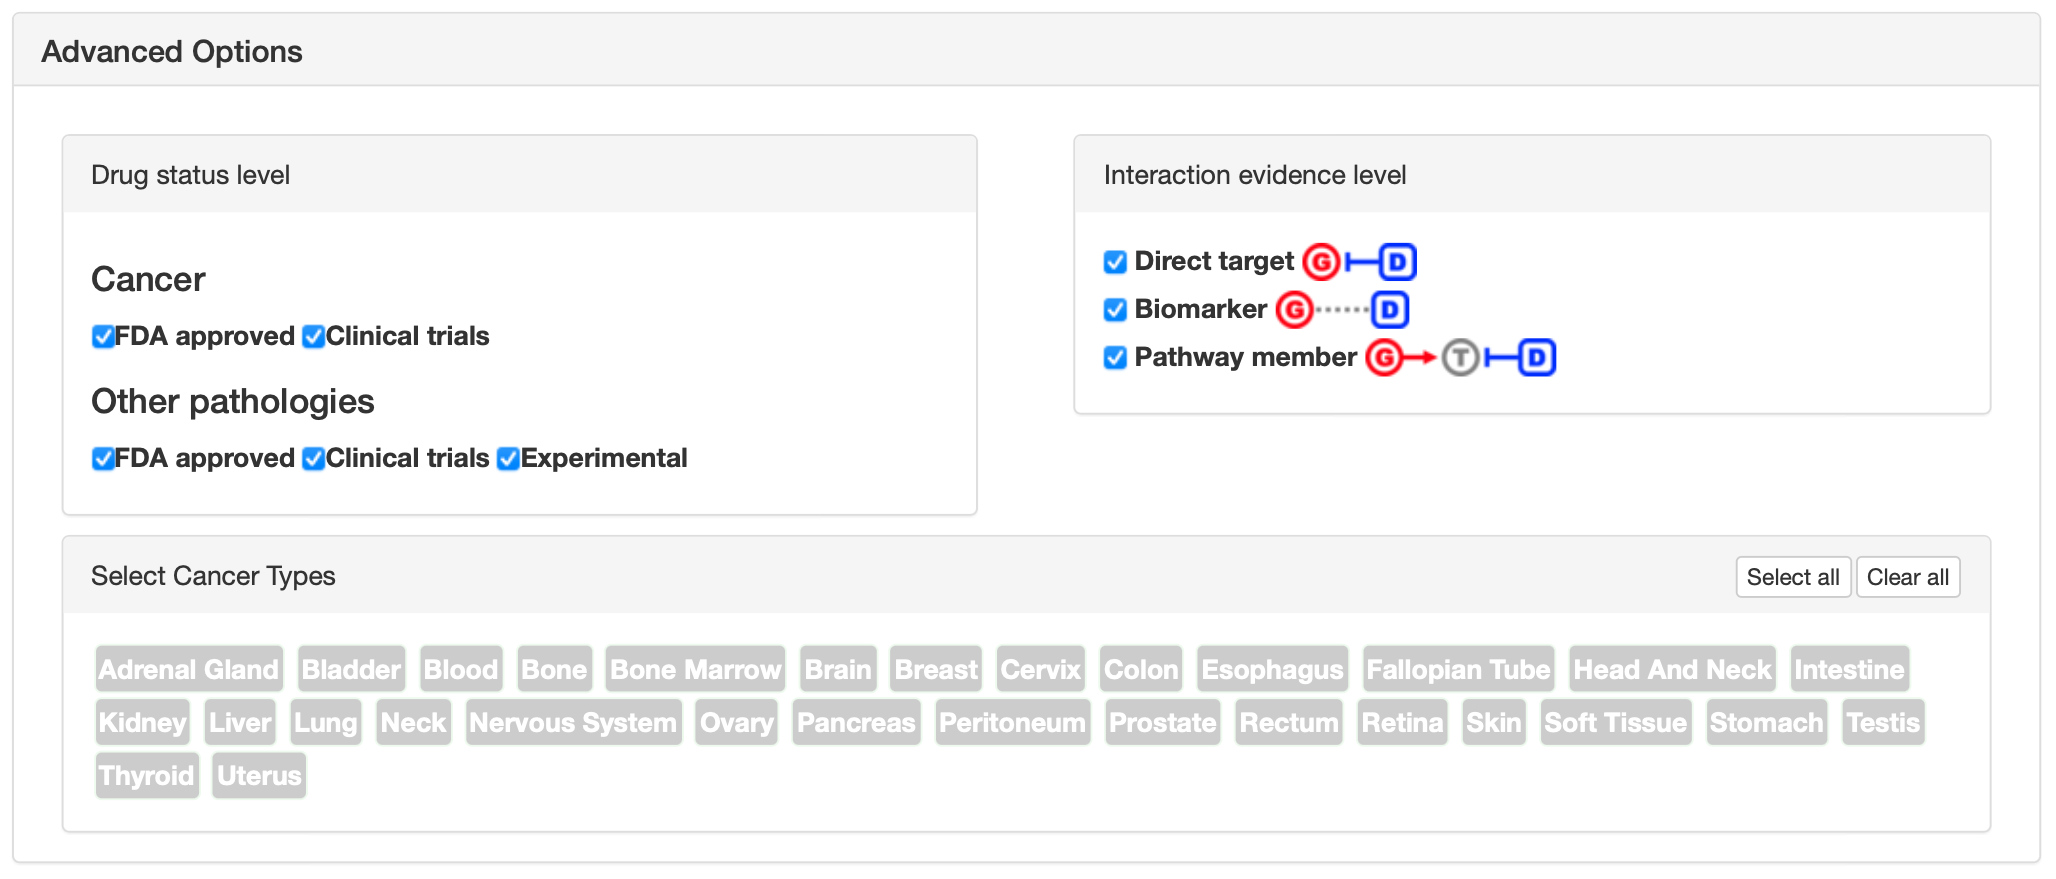 Advanced Options
Drug status level
Cancer
FDA approved Clinical trials
Other pathologies
FDA approved Clinical trials Experimental
Interaction evidence level
Direct target G D
Biomarker G D
Pathway member G T D
Select Cancer Types Select all Clear all
Adrenal Gland Bladder Blood Bone Bone Marrow Brain Breast Cervix Colon Esophagus Fallopian Tube Head And Neck Intestine
Kidney Liver Lung Neck Nervous System Ovary Pancreas Peritoneum Prostate Rectum Retina Skin Soft Tissue Stomach Testis
Thyroid Uterus